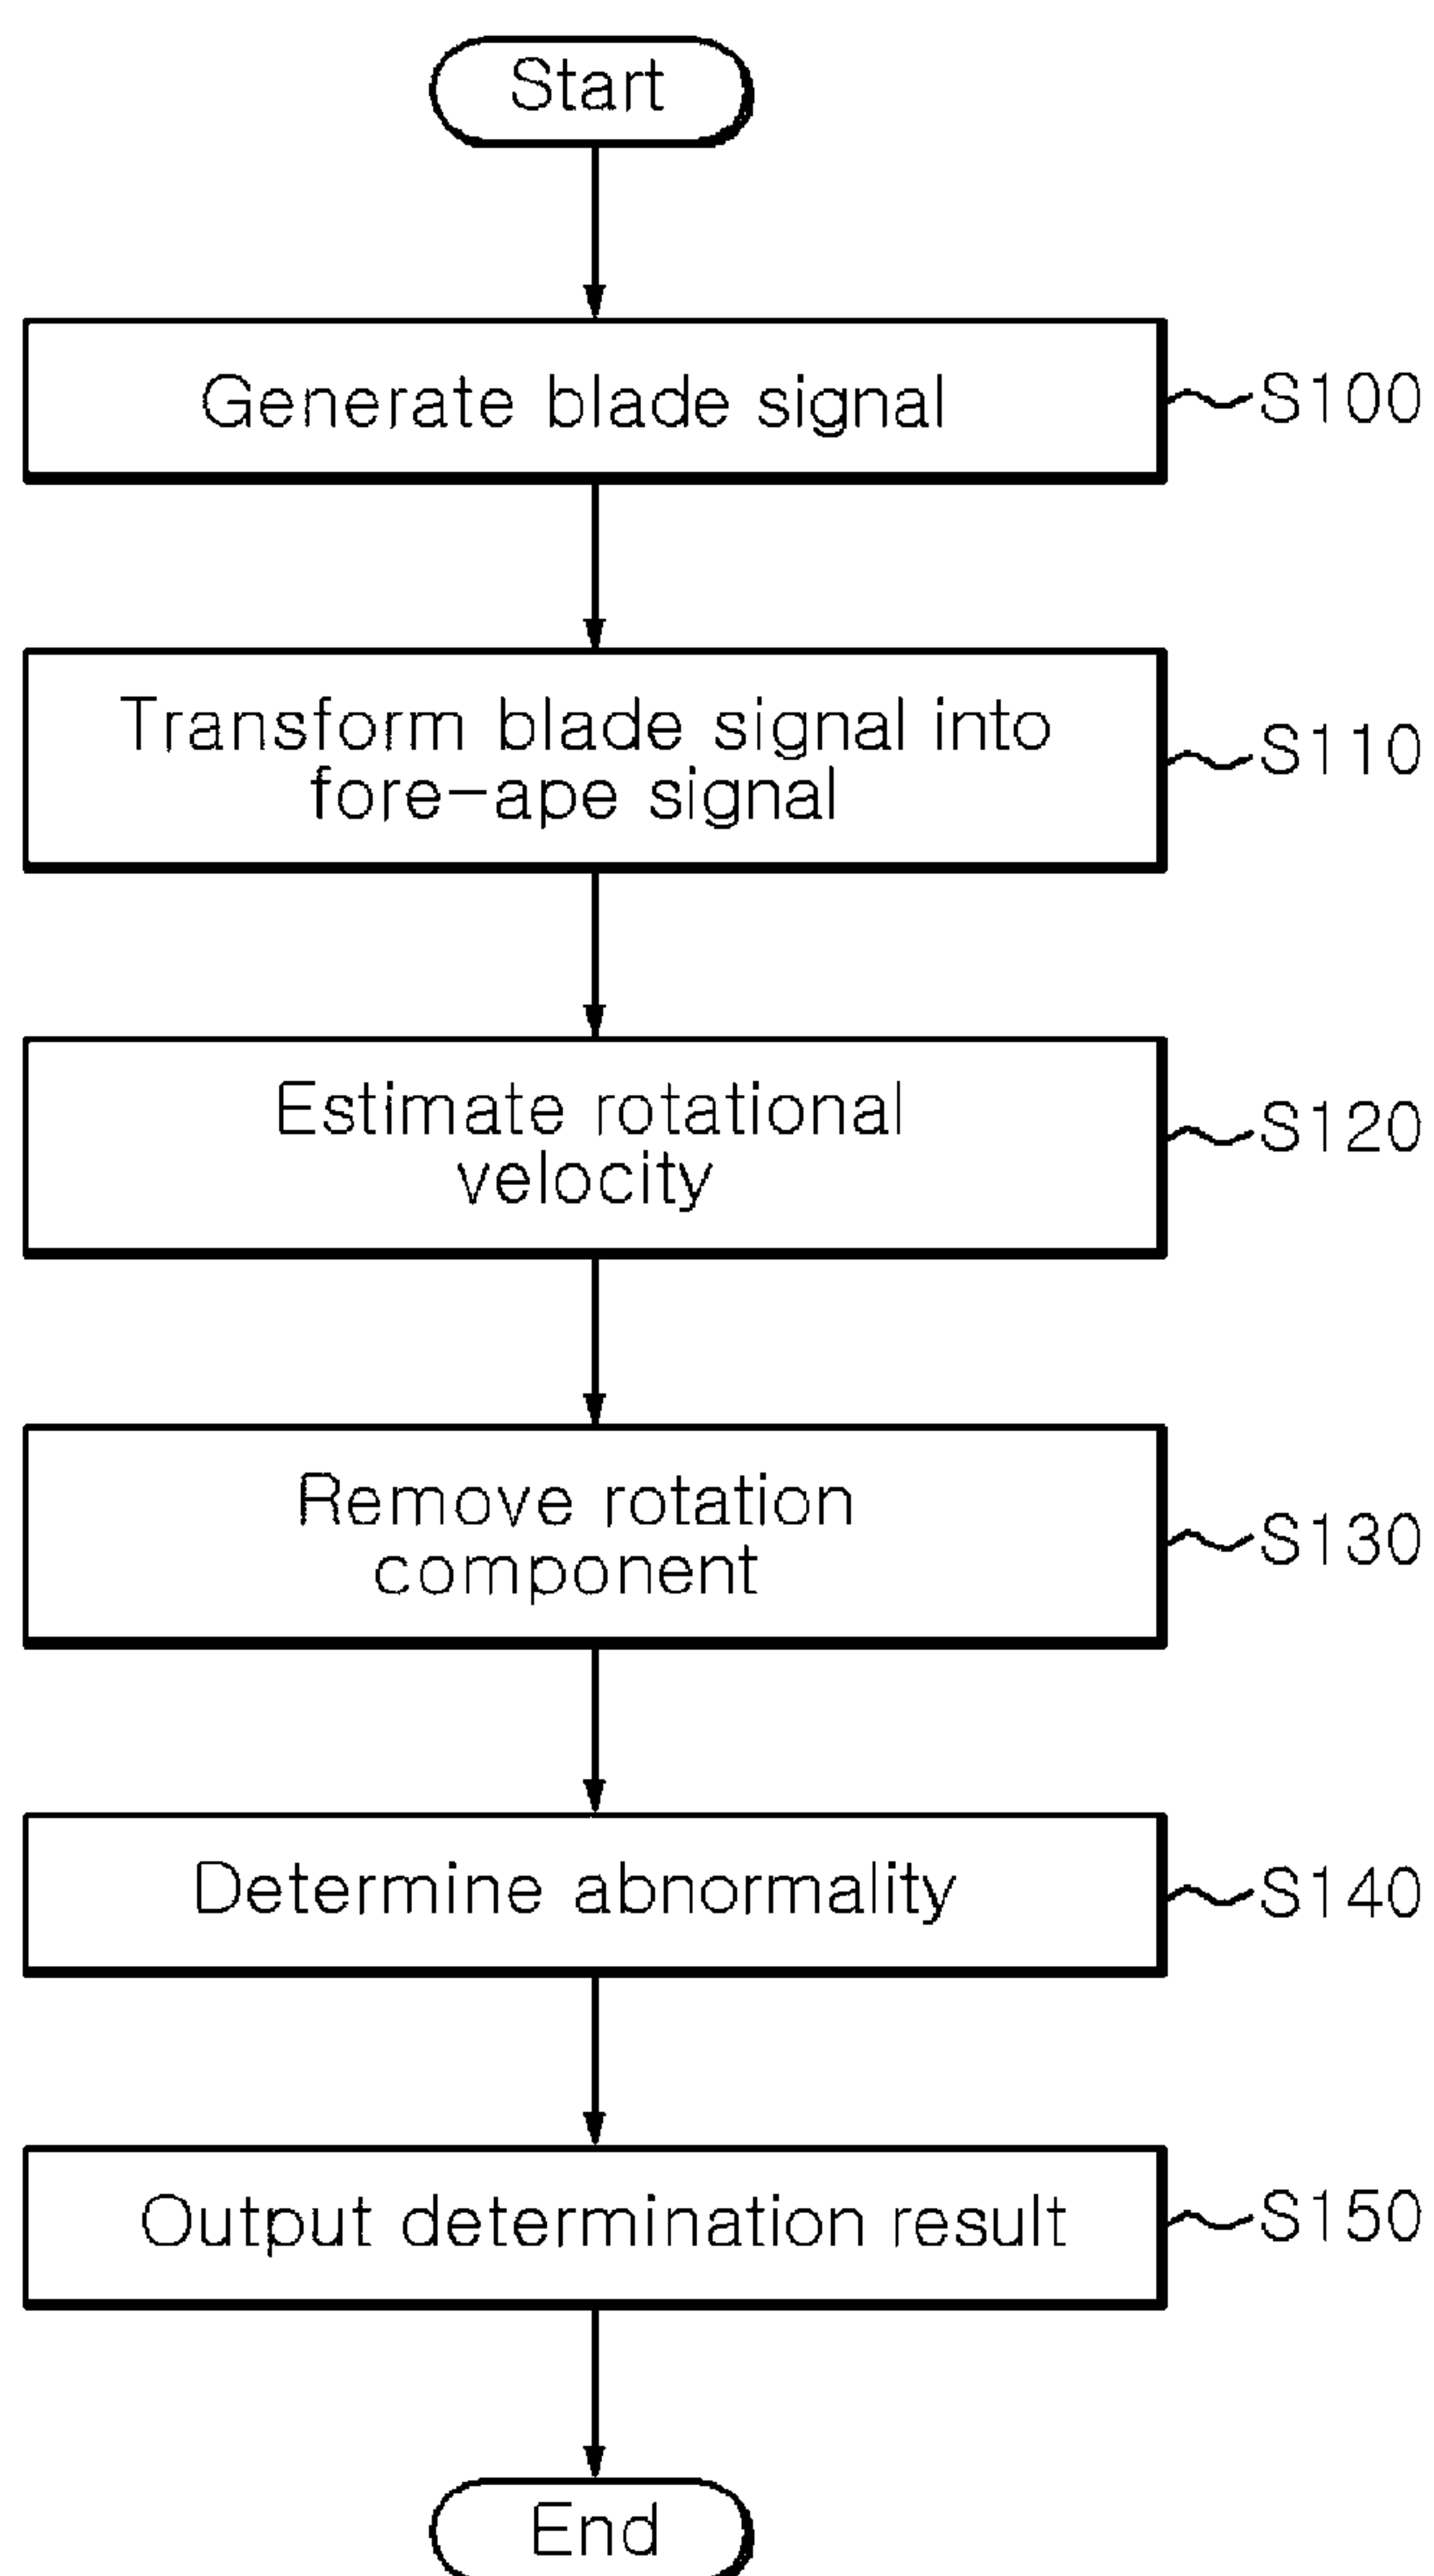 Start
Generate blade signal
S100
Transform blade signal into
fore-ape signal
S110
Estimate rotational
velocity
S120
Remove rotation
component
S130
Determine abnormality
S140
Output determination result
S150
End